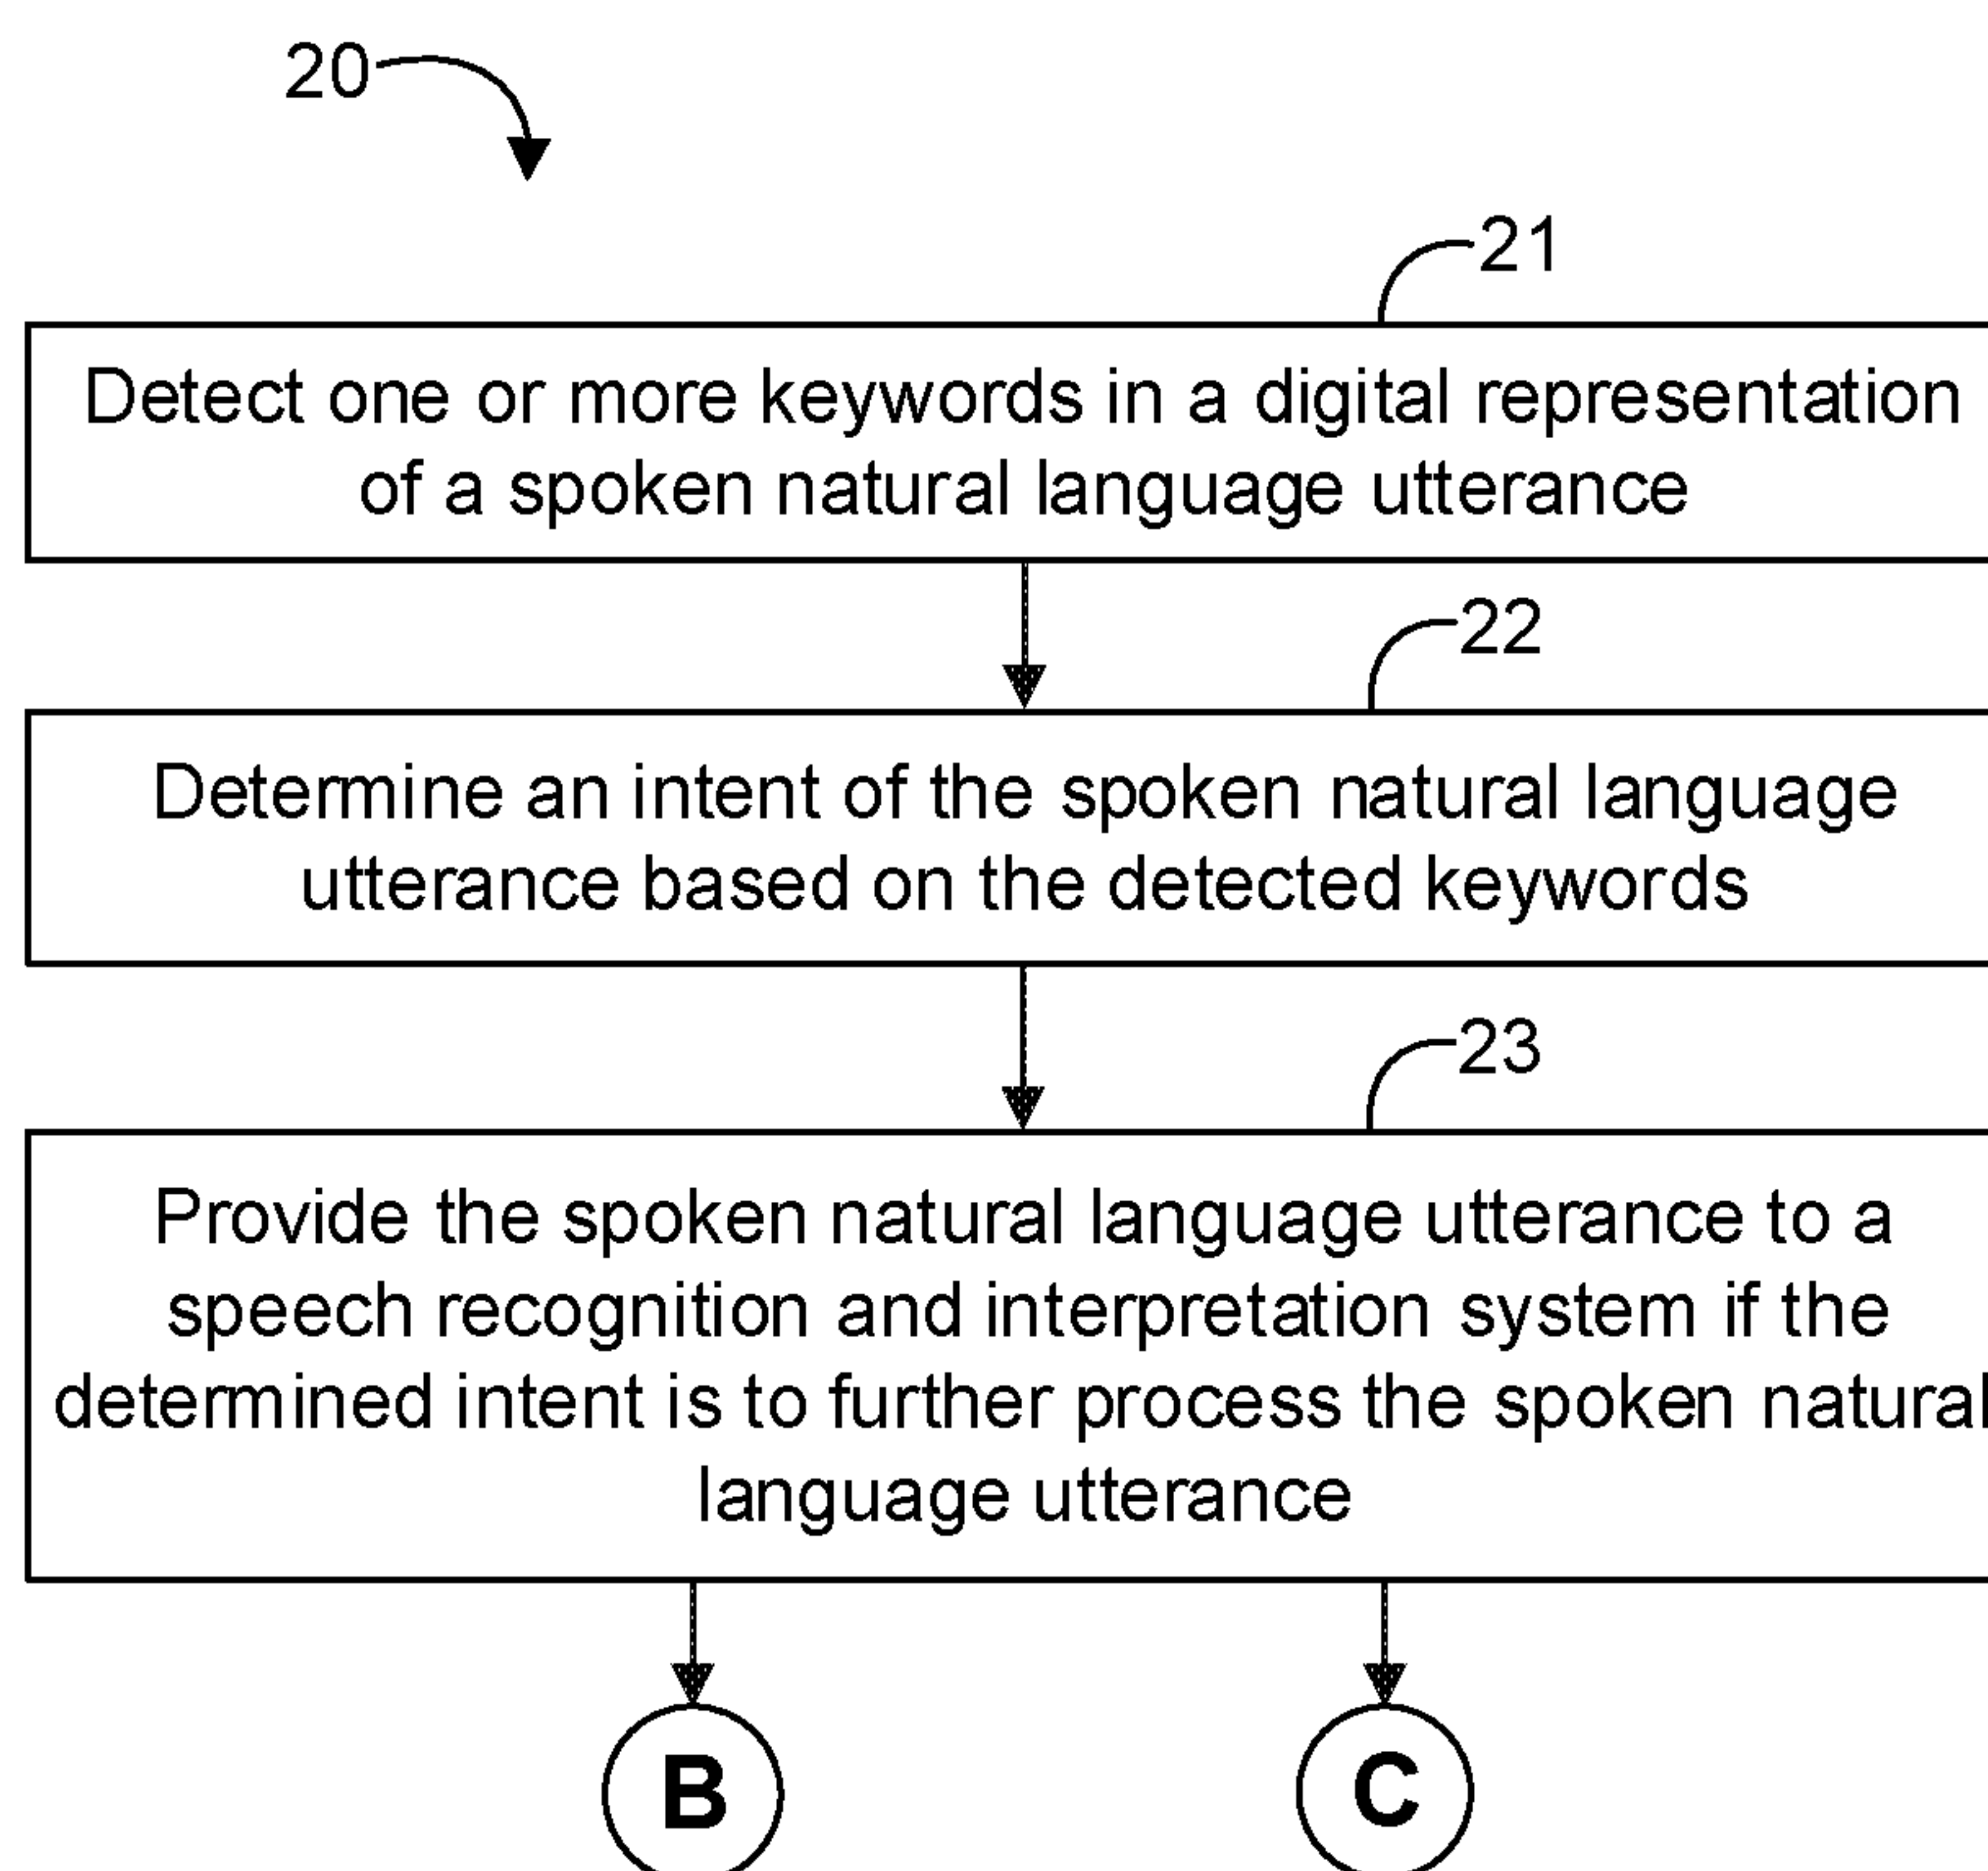 20
21
Detect one or more keywords in a digital representation
of a spoken natural language utterance
22
Determine an intent of the spoken natural language
utterance based on the detected keywords
23
Provide the spoken natural language utterance to a
speech recognition and interpretation system if the
determined intent is to further process the spoken natural
language utterance
B
C